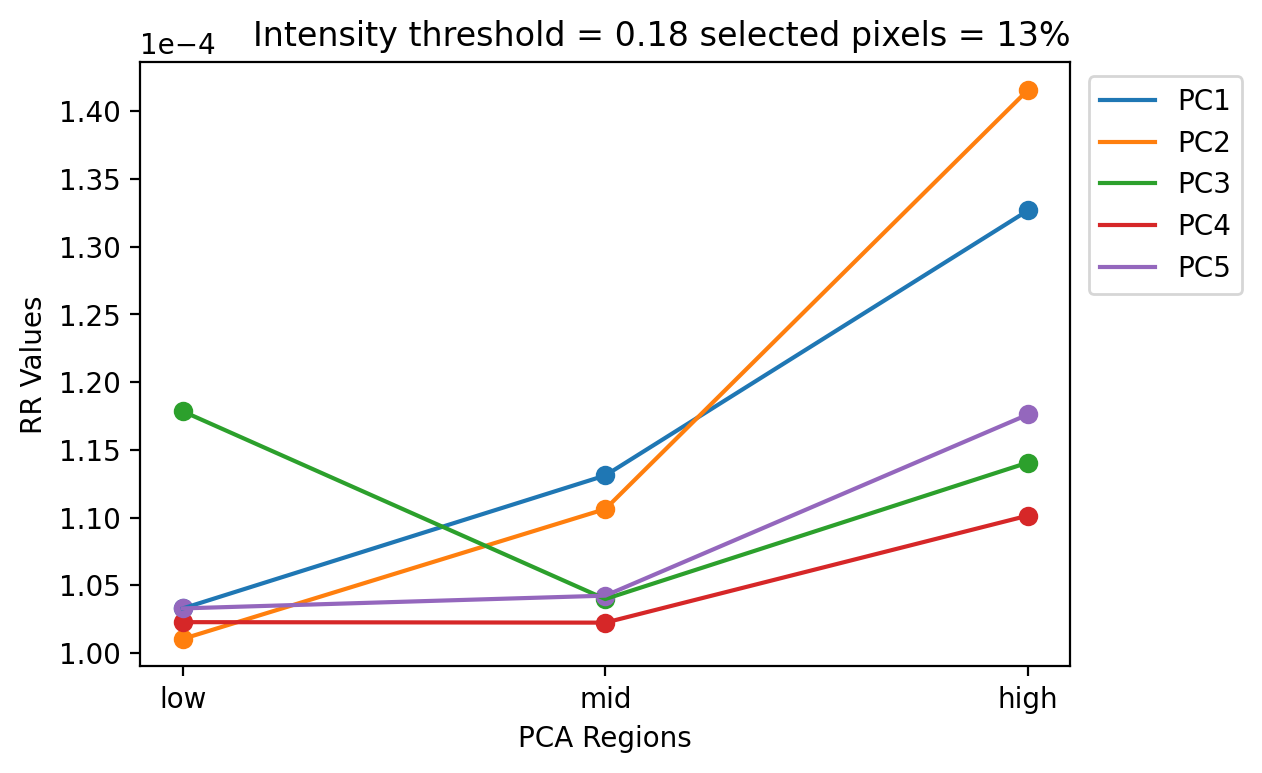 1e−4
Intensity threshold = 0.18 selected pixels = 13%
1.40
1.35
1.30
1.25
1.20
1.15
1.10
1.05
1.00
RR Values
low
mid
high
PCA Regions
PC1
PC2
PC3
PC4
PC5